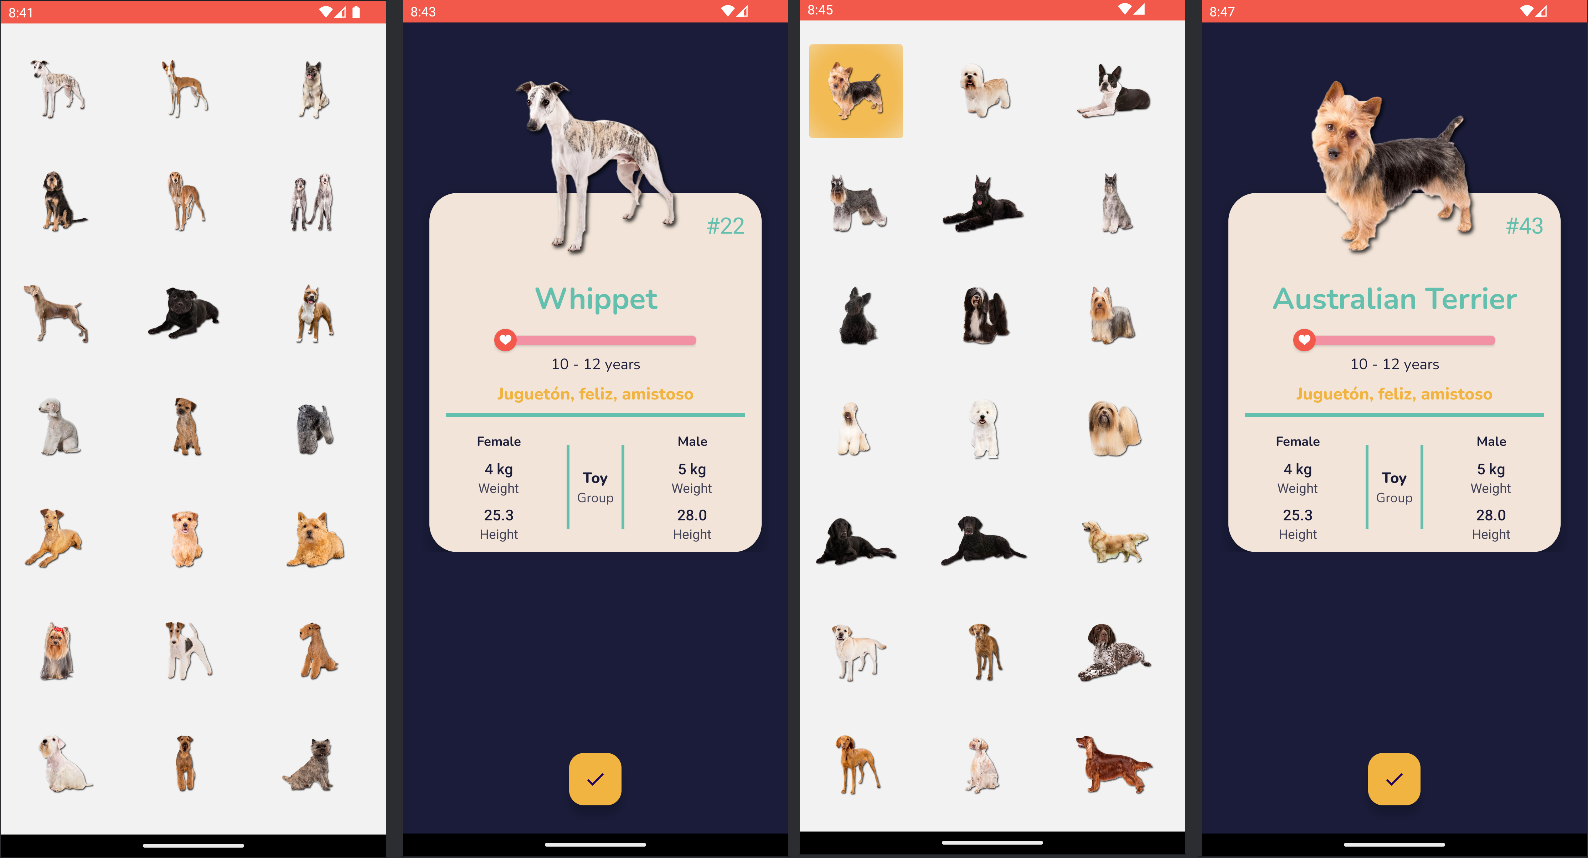 8:41
8:43
#22
Whippet
10 - 12 years
Juguetón, feliz, amistoso
Female
Male
4 kg
Weight
Toy
Group
5 kg
Weight
25.3
Height
28.0
Height
8:45
8:47
#43
Australian Terrier
10 - 12 years
Juguetón, feliz, amistoso
Female
Male
4 kg
Weight
Toy
Group
5 kg
Weight
25.3
Height
28.0
Height